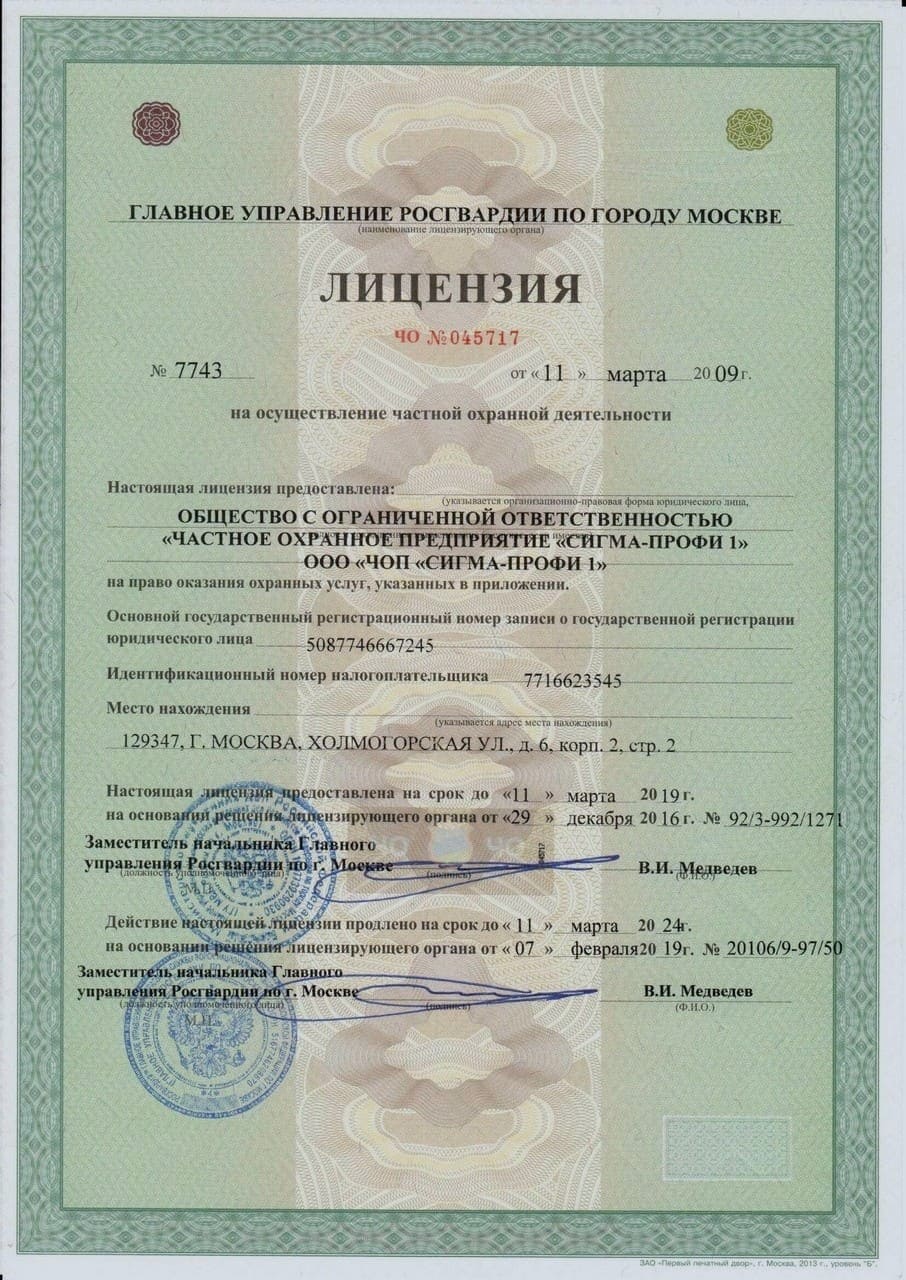 ГЛАВНОЕ УПРАВЛЕНИЕ РОСГВАРДИИ ПО ГОРОДУ МОСКВЕ
(наименование лицензирующего органа)
ЛИЦЕНЗИЯ
ЧО №045717
№ 7743 от «11 » марта 2009г.
на осуществление частной охранной деятельности
Настоящая лицензия предоставлена:
(указывается организационно-правовая форма юридического лица,
ОБЩЕСТВО С ОГРАНИЧЕННОЙ ОТВЕТСТВЕННОСТЬЮ
«ЧАСТНОЕ ОХРАННОЕ ПРЕДПРИЯТИЕ «СИГМА-ПРОФИ 1»
ООО «ЧОП «СИГМА-ПРОФИ 1»
на право оказания охранных услуг, указанных в приложении.
Основной государственный регистрационный номер записи о государственной регистрации
юридического лица 5087746667245
Идентификационный номер налогоплательщика 7716623545
Место нахождения
(указывается адрес места нахождения)
129347, Г. МОСКВА, ХОЛМОГОРСКАЯ УЛ., д. 6, корп. 2, стр. 2
Настоящая лицензия предоставлена на срок до «11 » марта 2019 г.
на основании решения лицензирующего органа от «29 » декабря 2016 г. № 92/3-992/1271
Заместитель начальника Главного
управления Росгвардии по г. Москве В.И. Медведев
(должность уполномоченного лица) (подпись) (Ф.И.О.)
М.П.
Действие настоящей лицензии продлено на срок до « 11 » марта 20 24г.
на основании решения лицензирующего органа от « 07 » февраля20 19г. № 20106/9-97/50
Заместитель начальника Главного
управления Росгвардии по г. Москве В.И. Медведев
(должность уполномоченного лица) (подпись) (Ф.И.О.)
М.П.
ЗАО «Первый печатный двор», г. Москва, 2013 г., уровень "Б".